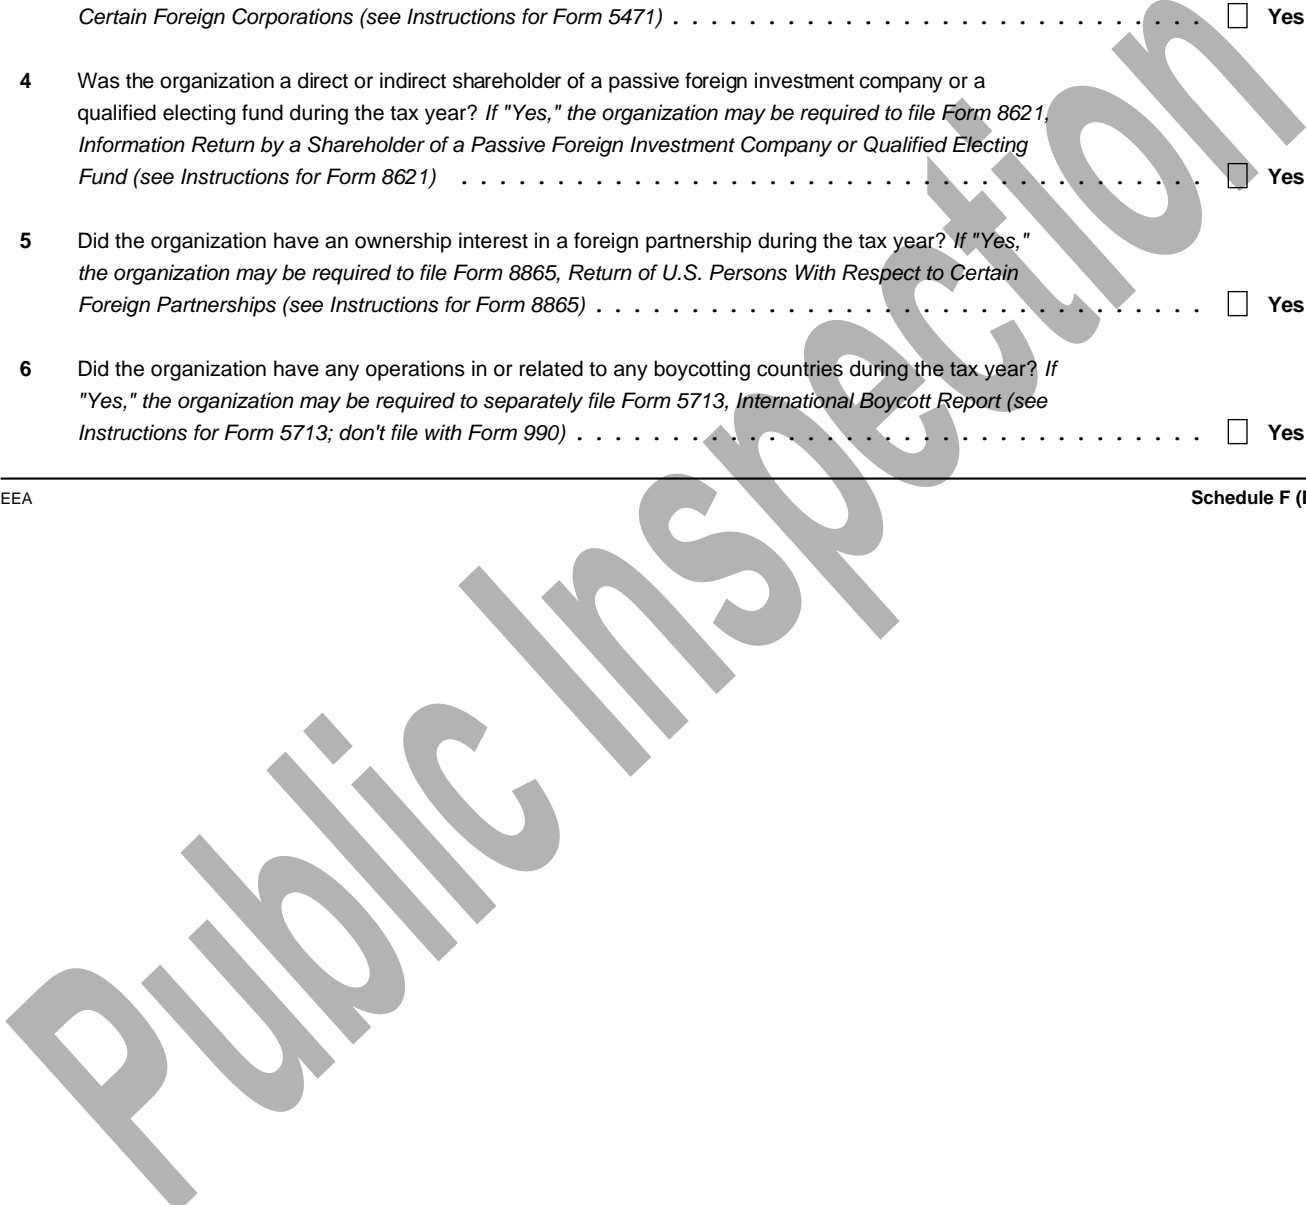 Certain Foreign Corporations (see Instructions for Form 5471) . . . . . . . . . . . . . . . . . . . . . . . . . . . . ☐ Yes
4 Was the organization a direct or indirect shareholder of a passive foreign investment company or a
qualified electing fund during the tax year? If "Yes," the organization may be required to file Form 8621,
Information Return by a Shareholder of a Passive Foreign Investment Company or Qualified Electing
Fund (see Instructions for Form 8621) . . . . . . . . . . . . . . . . . . . . . . . . . . . . . . . . . . . . . . . ☐ Yes
5 Did the organization have an ownership interest in a foreign partnership during the tax year? If "Yes,"
the organization may be required to file Form 8865, Return of U.S. Persons With Respect to Certain
Foreign Partnerships (see Instructions for Form 8865) . . . . . . . . . . . . . . . . . . . . . . . . . . . . . . . . ☐ Yes
6 Did the organization have any operations in or related to any boycotting countries during the tax year? If
"Yes," the organization may be required to separately file Form 5713, International Boycott Report (see
Instructions for Form 5713; don't file with Form 990) . . . . . . . . . . . . . . . . . . . . . . . . . . . . . . . . . ☐ Yes
EEA Schedule F (
Public Inspection